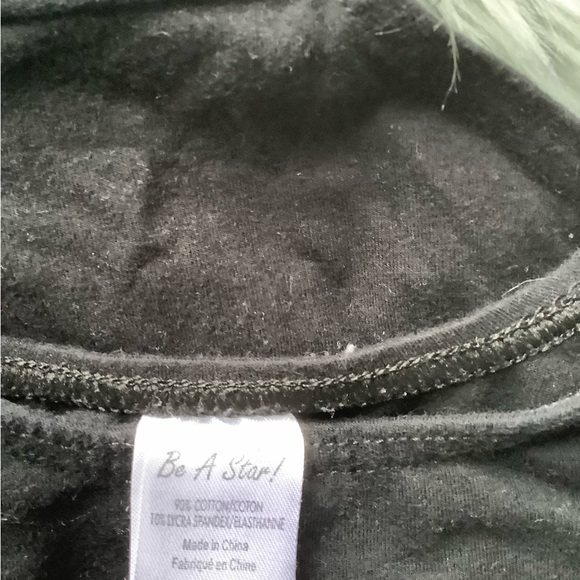 Be A Star!
90% COTTON/COTON
10% LYCRA SPANDEX/ELASTHANNE
Made in China
Fabriqué en Chine